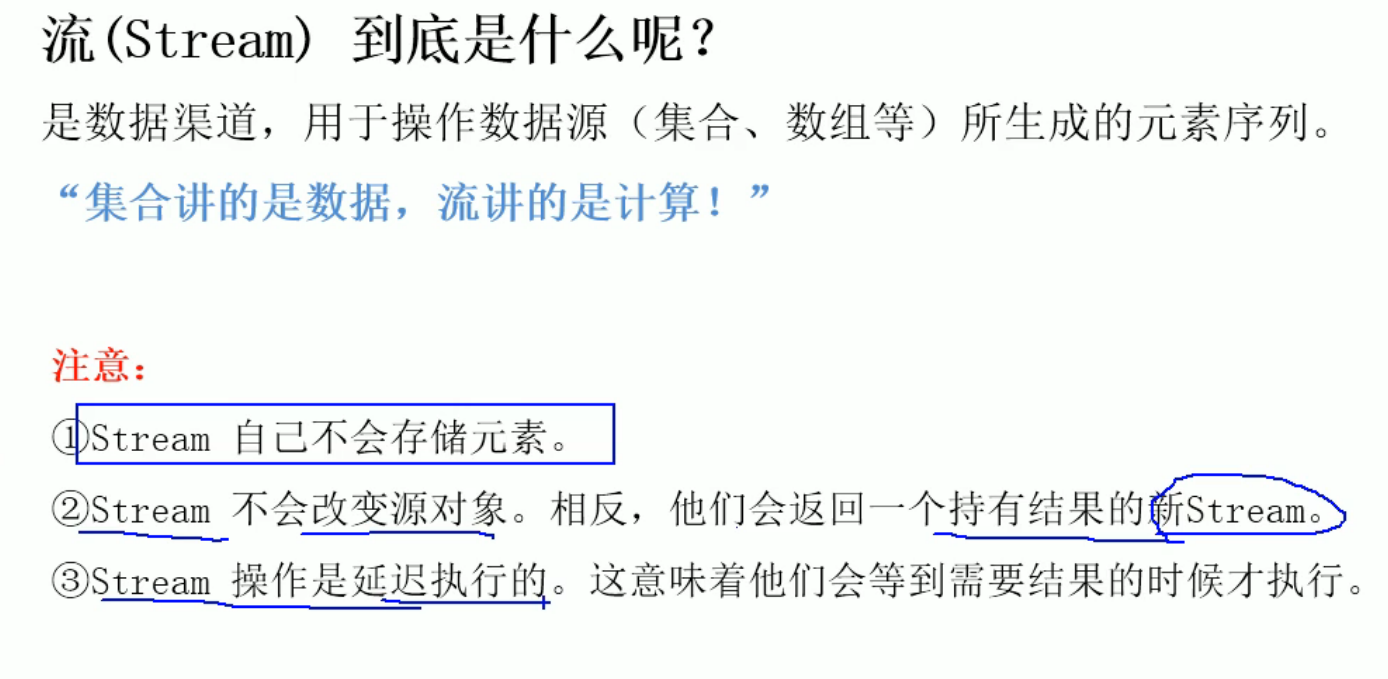 流(Stream) 到底是什么呢？
是数据渠道，用于操作数据源（集合、数组等）所生成的元素序列。
“集合讲的是数据，流讲的是计算！”
注意：
①Stream 自己不会存储元素。
②Stream 不会改变源对象。相反，他们会返回一个持有结果的新Stream。
③Stream 操作是延迟执行的。这意味着他们会等到需要结果的时候才执行。